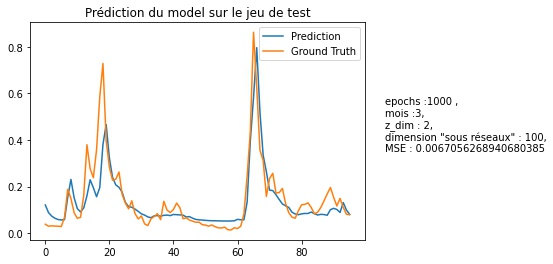 Prédiction du model sur le jeu de test
Prediction
Ground Truth
0.8
0.6
0.4
0.2
0.0
0
20
40
60
80
epochs :1000 ,
mois :3,
z_dim : 2,
dimension "sous réseaux" : 100,
MSE : 0.0067056268940680385